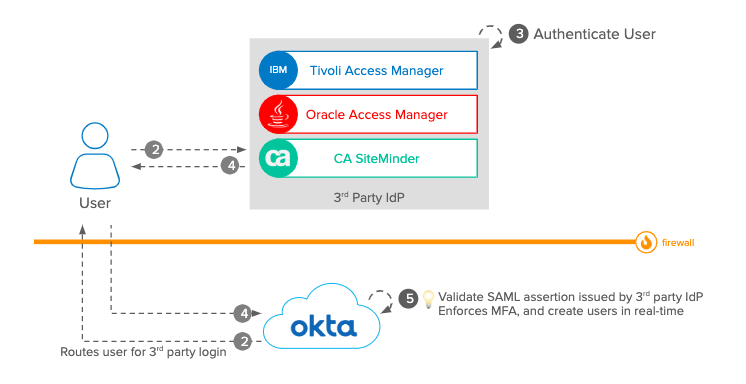 3 Authenticate User
IBM Tivoli Access Manager
Oracle Access Manager
ca CA SiteMinder
3rd Party IdP
2
4
User
firewall
4
okta
5 Validate SAML assertion issued by 3rd party IdP
Enforces MFA, and create users in real-time
2
Routes user for 3rd party login